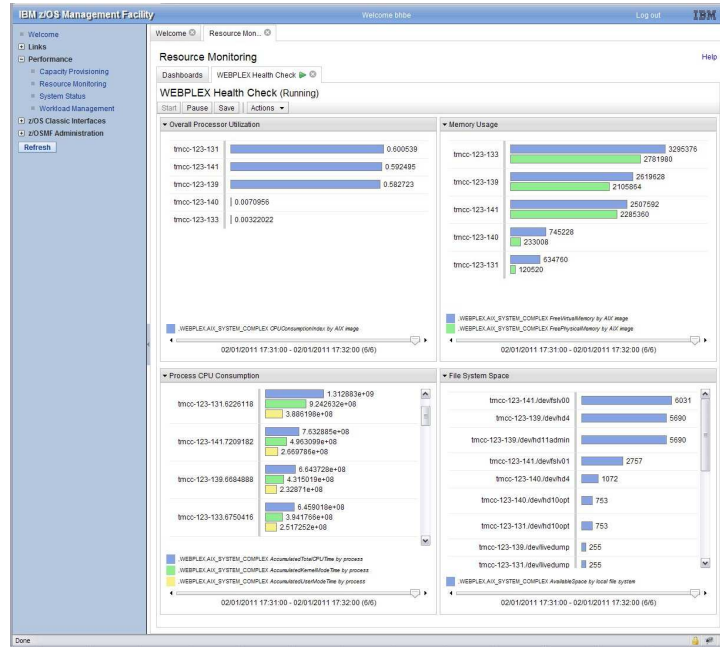 IBM z/OS Management Facility
Welcome bhbe
Log out
IBM
Welcome
Links
Performance
Capacity Provisioning
Resource Monitoring
System Status
Workload Management
z/OS Classic Interfaces
z/OSMF Administration
Refresh
Welcome
Resource Mon...
Resource Monitoring
Help
Dashboards
WEBPLEX Health Check
WEBPLEX Health Check (Running)
Start Pause Save Actions
Overall Processor Utilization
tmcc-123-131 0.600539
tmcc-123-141 0.592495
tmcc-123-139 0.582723
tmcc-123-140 0.0070956
tmcc-123-133 0.00322022
.WEBPLEX.AIX_SYSTEM_COMPLEX CPUConsumptionIndex by AIX image
02/01/2011 17:31:00 - 02/01/2011 17:32:00 (6/6)
Memory Usage
tmcc-123-133 3295376
2781980
tmcc-123-139 2619628
2105864
tmcc-123-141 2507592
2285360
tmcc-123-140 745228
233008
tmcc-123-131 634760
120520
.WEBPLEX.AIX_SYSTEM_COMPLEX FreeVirtualMemory by AIX image
.WEBPLEX.AIX_SYSTEM_COMPLEX FreePhysicalMemory by AIX image
02/01/2011 17:31:00 - 02/01/2011 17:32:00 (6/6)
Process CPU Consumption
tmcc-123-131.6226118 1.312883e+09
9.242632e+08
3.886198e+08
tmcc-123-141.7209182 7.632885e+08
4.963099e+08
2.669786e+08
tmcc-123-139.6684888 6.643728e+08
4.315019e+08
2.32871e+08
tmcc-123-133.6750416 6.459018e+08
3.941766e+08
2.517252e+08
.WEBPLEX.AIX_SYSTEM_COMPLEX AccumulatedTotalCPUTime by process
.WEBPLEX.AIX_SYSTEM_COMPLEX AccumulatedKernelModeTime by process
.WEBPLEX.AIX_SYSTEM_COMPLEX AccumulatedUserModeTime by process
02/01/2011 17:31:00 - 02/01/2011 17:32:00 (6/6)
File System Space
tmcc-123-141./dev/fslv00 6031
tmcc-123-139./dev/hd4 5690
tmcc-123-139./dev/hd11admin 5690
tmcc-123-141./dev/fslv01 2757
tmcc-123-140./dev/hd4 1072
tmcc-123-140./dev/hd10opt 753
tmcc-123-131./dev/hd10opt 753
tmcc-123-139./dev/livedump 255
tmcc-123-131./dev/livedump 255
.WEBPLEX.AIX_SYSTEM_COMPLEX AvailableSpace by local file system
02/01/2011 17:31:00 - 02/01/2011 17:32:00 (6/6)
Done